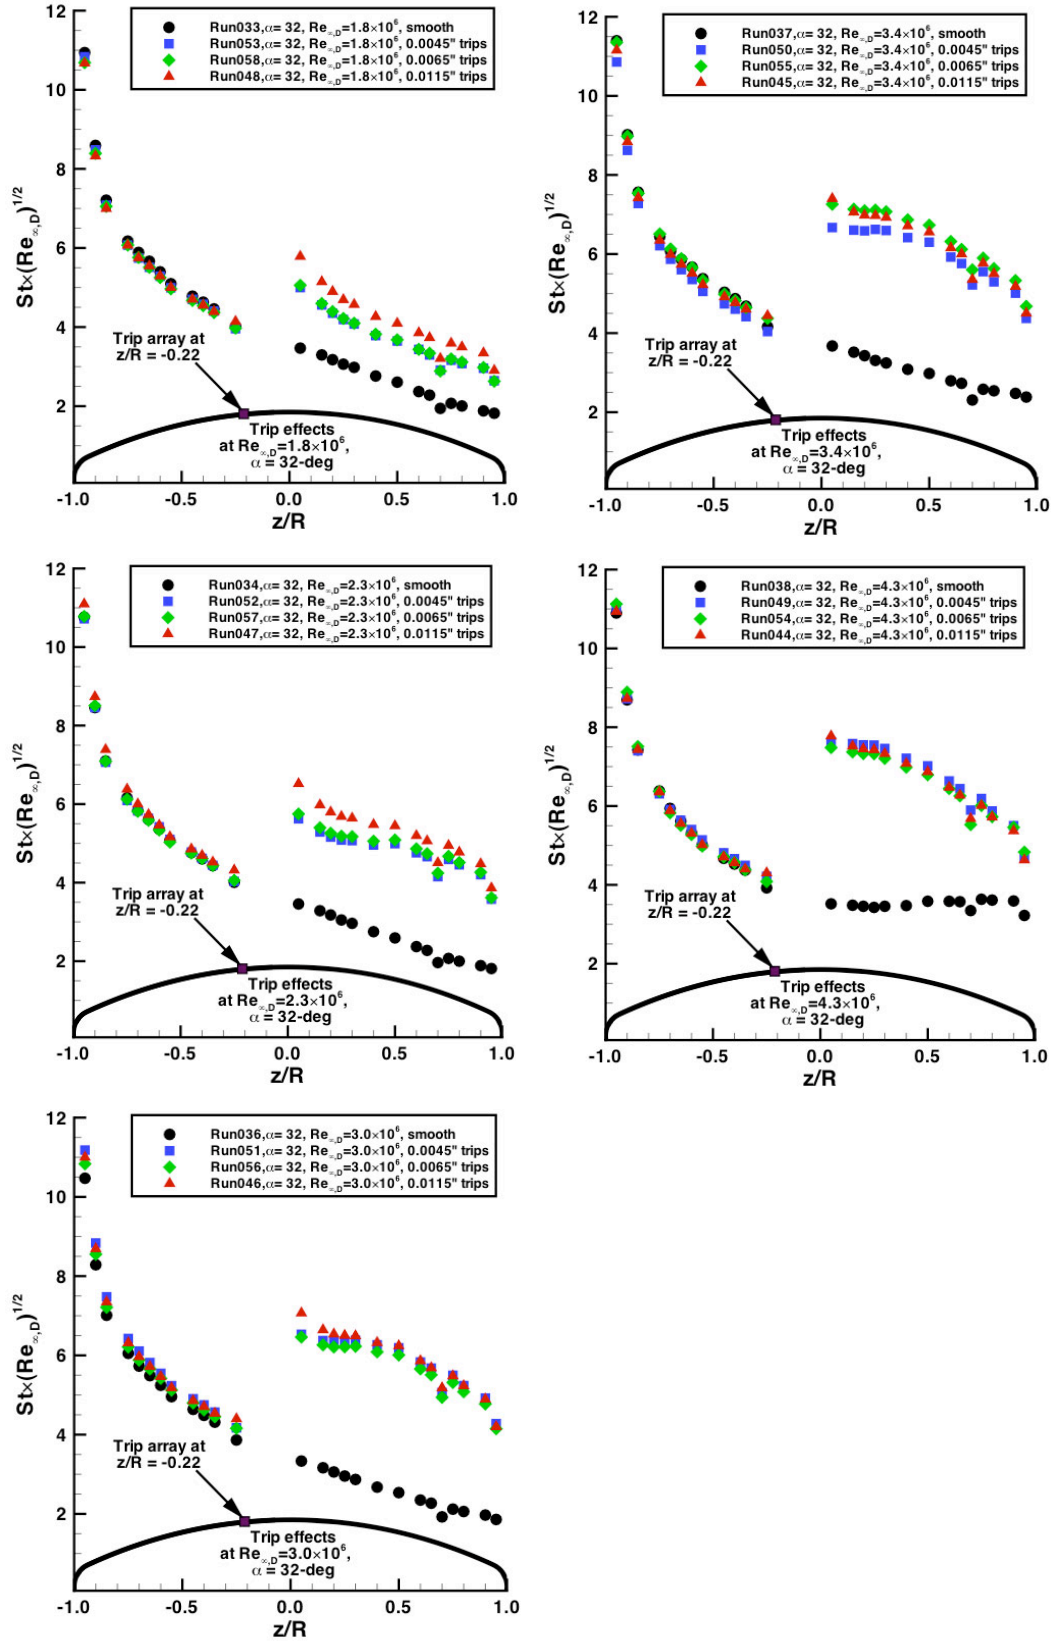 Run033, α= 32, Re∞,D=1.8×10⁶, smooth
Run053, α= 32, Re∞,D=1.8×10⁶, 0.0045" trips
Run058, α= 32, Re∞,D=1.8×10⁶, 0.0065" trips
Run048, α= 32, Re∞,D=1.8×10⁶, 0.0115" trips
12
10
8
6
4
2
St×(Re∞,D)^1/2
Trip array at
z/R = -0.22
Trip effects
at Re∞,D=1.8×10⁶,
α = 32-deg
-1.0 -0.5 0.0 0.5 1.0
z/R
Run037, α= 32, Re∞,D=3.4×10⁶, smooth
Run050, α= 32, Re∞,D=3.4×10⁶, 0.0045" trips
Run055, α= 32, Re∞,D=3.4×10⁶, 0.0065" trips
Run045, α= 32, Re∞,D=3.4×10⁶, 0.0115" trips
12
10
8
6
4
2
St×(Re∞,D)^1/2
Trip array at
z/R = -0.22
Trip effects
at Re∞,D=3.4×10⁶,
α = 32-deg
-1.0 -0.5 0.0 0.5 1.0
z/R
Run034, α= 32, Re∞,D=2.3×10⁶, smooth
Run052, α= 32, Re∞,D=2.3×10⁶, 0.0045" trips
Run057, α= 32, Re∞,D=2.3×10⁶, 0.0065" trips
Run047, α= 32, Re∞,D=2.3×10⁶, 0.0115" trips
12
10
8
6
4
2
St×(Re∞,D)^1/2
Trip array at
z/R = -0.22
Trip effects
at Re∞,D=2.3×10⁶,
α = 32-deg
-1.0 -0.5 0.0 0.5 1.0
z/R
Run038, α= 32, Re∞,D=4.3×10⁶, smooth
Run049, α= 32, Re∞,D=4.3×10⁶, 0.0045" trips
Run054, α= 32, Re∞,D=4.3×10⁶, 0.0065" trips
Run044, α= 32, Re∞,D=4.3×10⁶, 0.0115" trips
12
10
8
6
4
2
St×(Re∞,D)^1/2
Trip array at
z/R = -0.22
Trip effects
at Re∞,D=4.3×10⁶,
α = 32-deg
-1.0 -0.5 0.0 0.5 1.0
z/R
Run036, α= 32, Re∞,D=3.0×10⁶, smooth
Run051, α= 32, Re∞,D=3.0×10⁶, 0.0045" trips
Run056, α= 32, Re∞,D=3.0×10⁶, 0.0065" trips
Run046, α= 32, Re∞,D=3.0×10⁶, 0.0115" trips
12
10
8
6
4
2
St×(Re∞,D)^1/2
Trip array at
z/R = -0.22
Trip effects
at Re∞,D=3.0×10⁶,
α = 32-deg
-1.0 -0.5 0.0 0.5 1.0
z/R